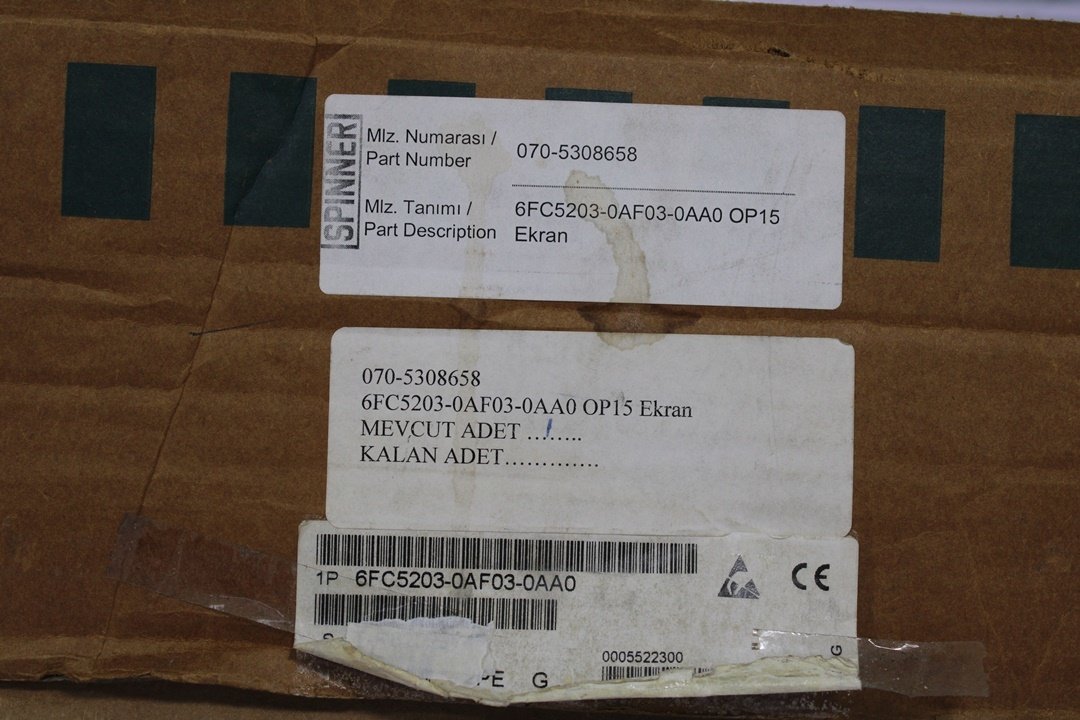 SPINNER
Mlz. Numarası /
Part Number
070-5308658
Mlz. Tanımı /
Part Description
6FC5203-0AF03-0AA0 OP15
Ekran
070-5308658
6FC5203-0AF03-0AA0 OP15 Ekran
MEVCUT ADET ...1.....
KALAN ADET.............
1P 6FC5203-0AF03-0AA0
CE
0005522300
G
G